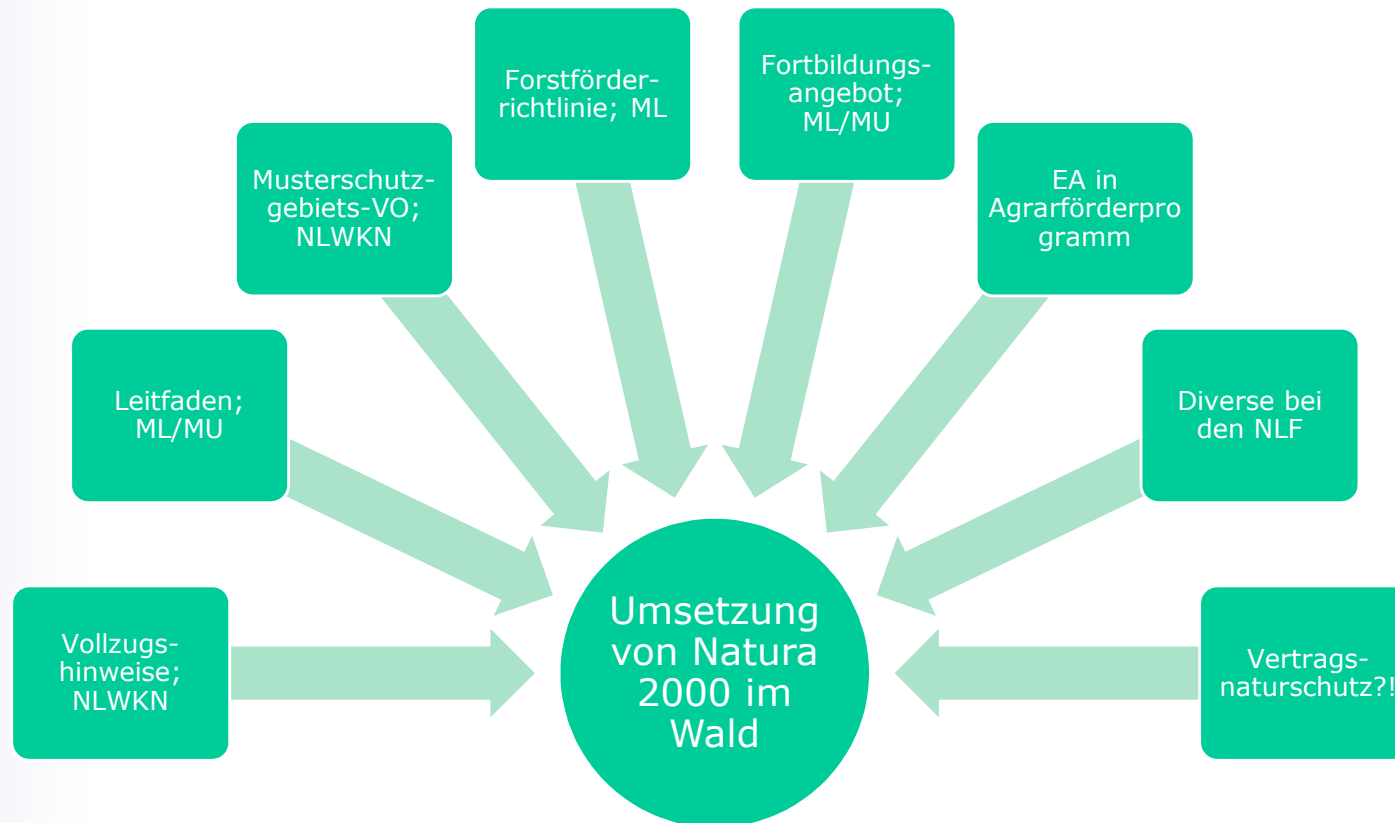 Vollzugs-
hinweise;
NLWKN
Leitfaden;
ML/MU
Musterschutz-
gebiets-VO;
NLWKN
Forstförder-
richtlinie; ML
Fortbildungs-
angebot;
ML/MU
EA in
Agrarförderpro
gramm
Diverse bei
den NLF
Vertrags-
naturschutz?!
Umsetzung
von Natura
2000 im
Wald